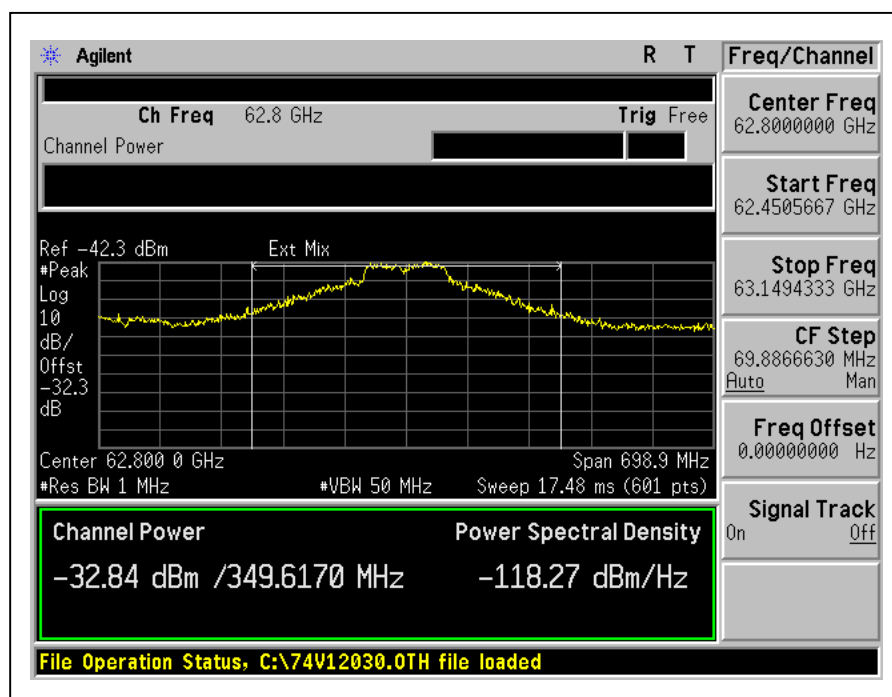 Agilent R T
Ch Freq 62.8 GHz Trig Free
Channel Power
Ref -42.3 dBm Ext Mix
#Peak
Log
10
dB/
Offst
-32.3
dB
Center 62.800 0 GHz Span 698.9 MHz
#Res BW 1 MHz #VBW 50 MHz Sweep 17.48 ms (601 pts)
Channel Power Power Spectral Density
-32.84 dBm /349.6170 MHz -118.27 dBm/Hz
File Operation Status, C:\74V12030.OTH file loaded
Freq/Channel
Center Freq
62.8000000 GHz
Start Freq
62.4505667 GHz
Stop Freq
63.1494333 GHz
CF Step
69.8866630 MHz
Auto Man
Freq Offset
0.00000000 Hz
Signal Track
On Off